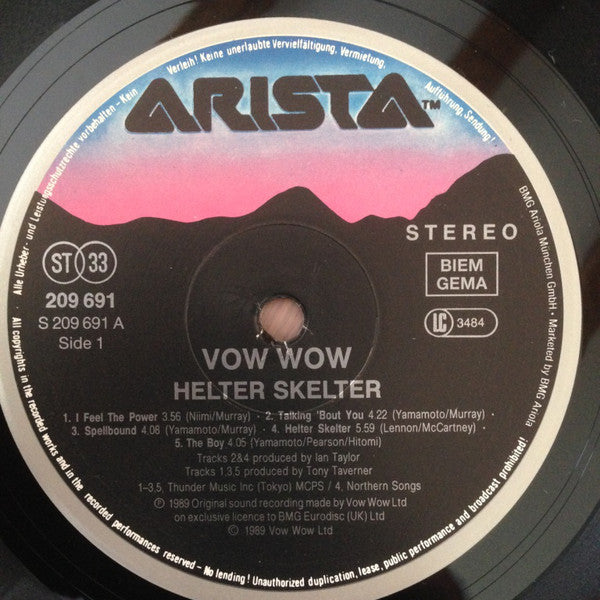 Alle Urheber- und Leistungsschutzrechte vorbehalten - Kein Verleih! Keine unerlaubte Vervielfältigung, Vermietung, Aufführung, Sendung!
ARISTA™
STEREO
ST 33
BIEM
GEMA
209 691
S 209 691 A
LC 3484
Side 1
VOW WOW
HELTER SKELTER
1. I Feel The Power 3.56 (Niimi/Murray) · 2. Talking 'Bout You 4.22 (Yamamoto/Murray) ·
3. Spellbound 4.08 (Yamamoto/Murray) · 4. Helter Skelter 5.59 (Lennon/McCartney) ·
5. The Boy 4.05 (Yamamoto/Pearson/Hitomi)
Tracks 2&4 produced by Ian Taylor
Tracks 1.3.5 produced by Tony Taverner
1–3.5, Thunder Music Inc (Tokyo) MCPS / 4. Northern Songs
Ⓟ 1989 Original sound recording made by Vow Wow Ltd
on exclusive licence to BMG Eurodisc (UK) Ltd
© 1989 Vow Wow Ltd
BMG Ariola München GmbH · Marketed by BMG Ariola
All copyrights in the recorded works and in the recorded performances reserved - No lending! Unauthorized duplication, lease, public performance and broadcast prohibited!